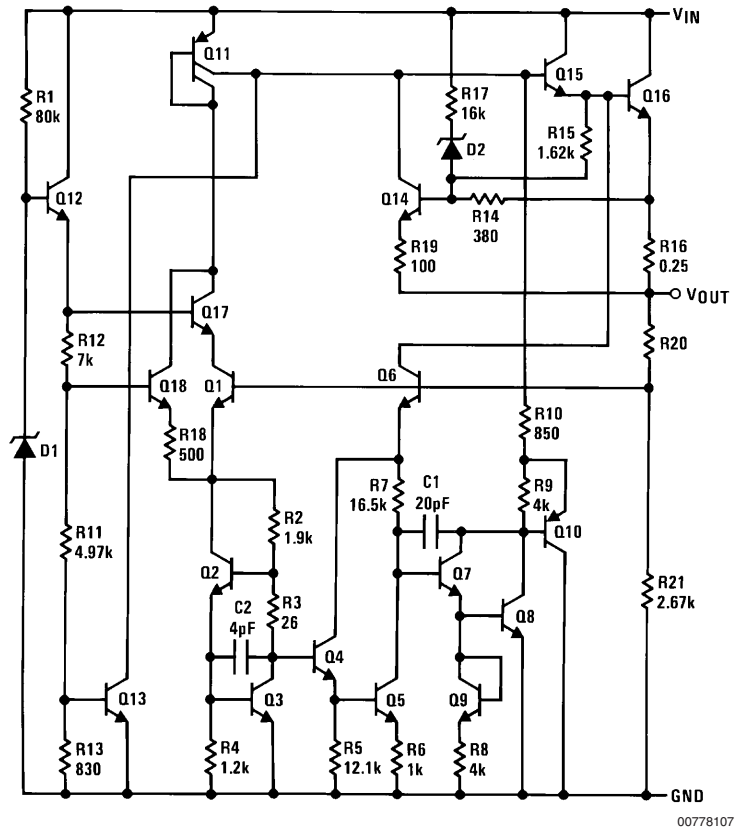 VIN
Q11
Q15
Q16
R1
80k
R17
16k
R15
1.62k
D2
Q12
Q14
R14
380
R19
100
R16
0.25
VOUT
Q17
R12
7k
R20
Q18
Q1
Q6
R18
500
R10
850
D1
R7
16.5k
C1
20pF
R9
4k
R2
1.9k
Q10
R11
4.97k
Q2
Q7
R3
26
C2
4pF
Q8
R21
2.67k
Q4
Q13
Q3
Q5
Q9
R13
830
R4
1.2k
R5
12.1k
R6
1k
R8
4k
GND
00778107